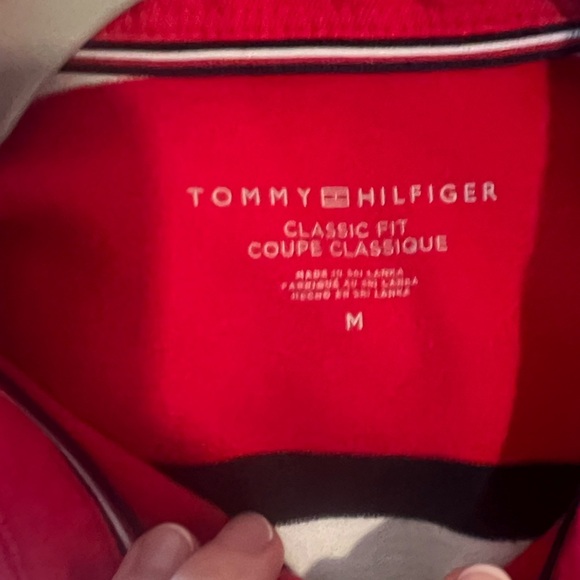 TOMMY HILFIGER
CLASSIC FIT
COUPE CLASSIQUE
MADE IN SRI LANKA
FABRIQUÉ AU SRI LANKA
HECHO EN SRI LANKA
M